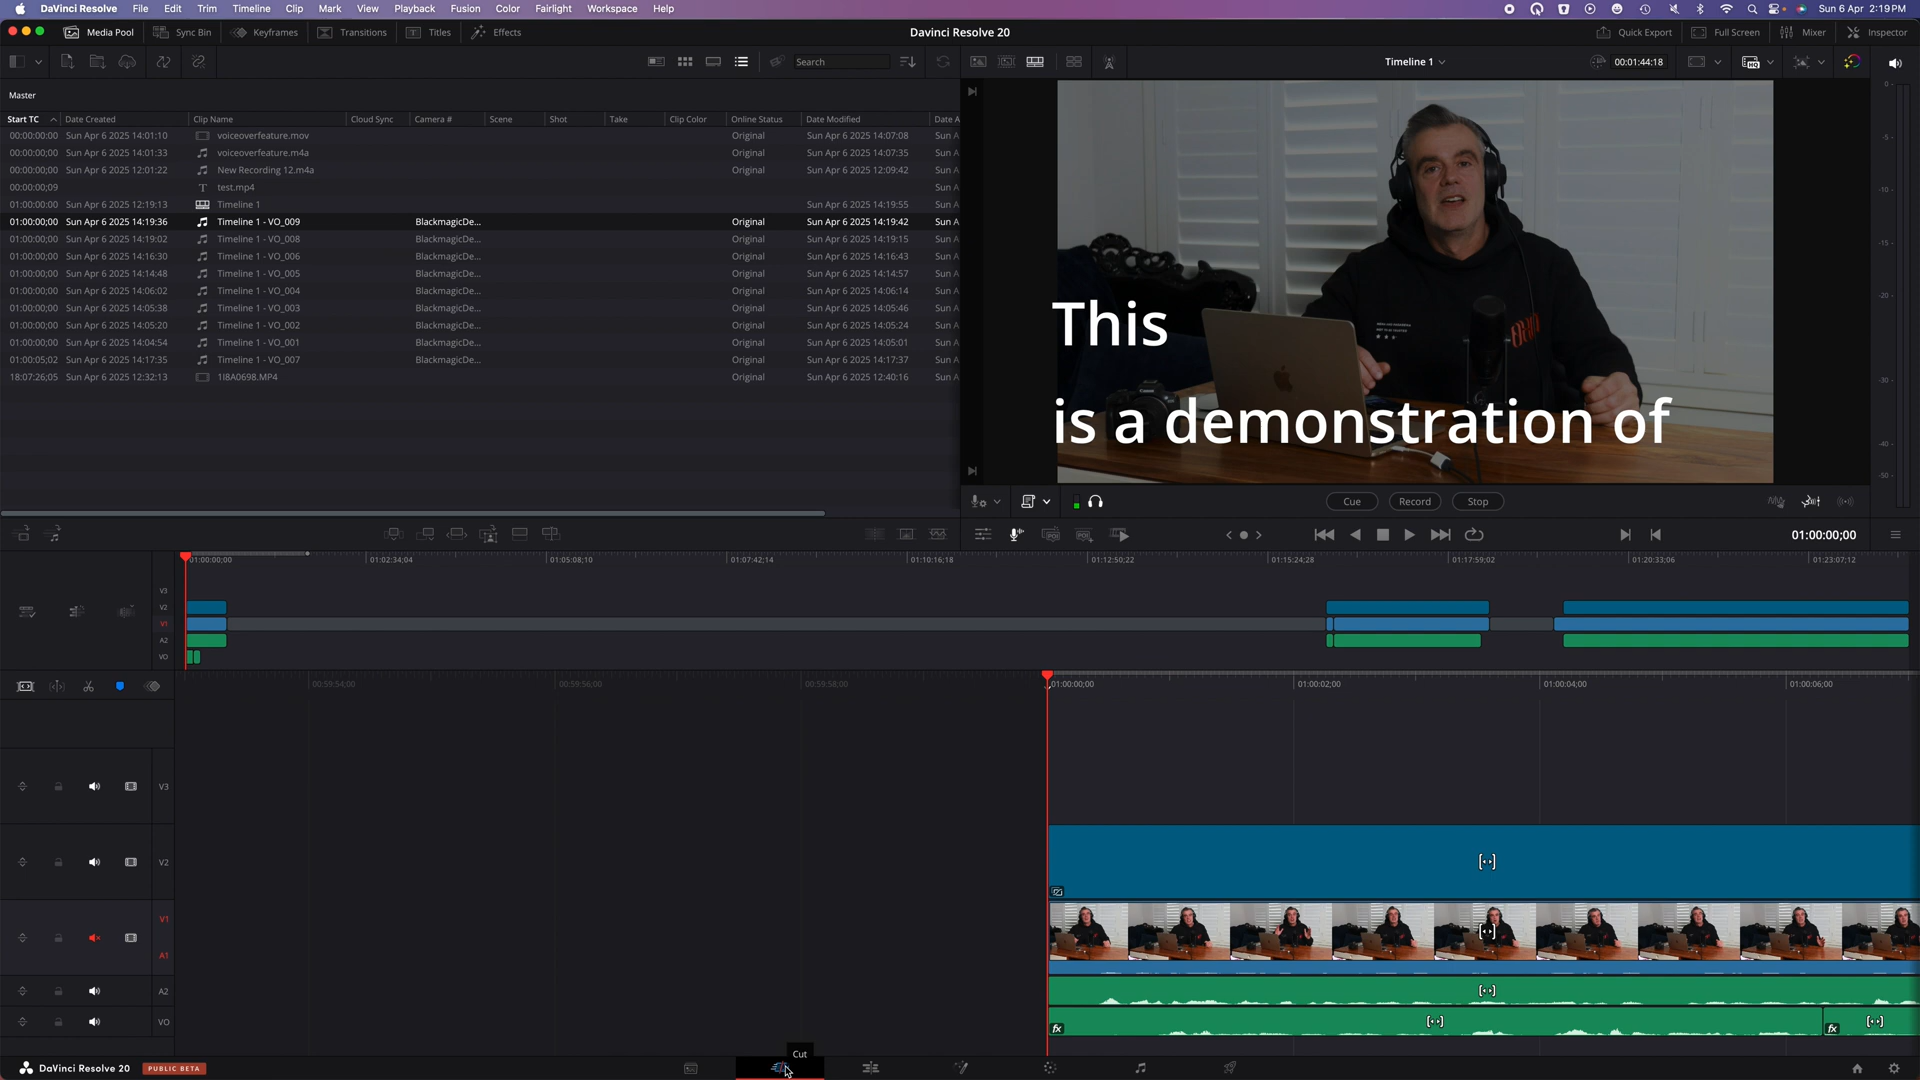 DaVinci Resolve File Edit Trim Timeline Clip Mark View Playback Fusion Color Fairlight Workspace Help Sun 6 Apr 2:19 PM
Media Pool Sync Bin Keyframes Transitions Titles Effects Davinci Resolve 20 Quick Export Full Screen Mixer Inspector
Search Timeline 1 00:01:44:18
Master
Start TC Date Created Clip Name Cloud Sync Camera # Scene Shot Take Clip Color Online Status Date Modified Date A
00:00:00:00 Sun Apr 6 2025 14:01:10 voiceoverfeature.mov Original Sun Apr 6 2025 14:07:08 Sun A
00:00:00;00 Sun Apr 6 2025 14:01:33 voiceoverfeature.m4a Original Sun Apr 6 2025 14:07:35 Sun A
00:00:00;00 Sun Apr 6 2025 12:01:22 New Recording 12.m4a Original Sun Apr 6 2025 12:09:42 Sun A
00:00:00;09 test.mp4 Sun A
01:00:00;00 Sun Apr 6 2025 12:19:13 Timeline 1 Sun Apr 6 2025 14:19:55 Sun A
01:00:00;00 Sun Apr 6 2025 14:19:36 Timeline 1 - VO_009 BlackmagicDe... Original Sun Apr 6 2025 14:19:42 Sun A
01:00:00;00 Sun Apr 6 2025 14:19:02 Timeline 1 - VO_008 BlackmagicDe... Original Sun Apr 6 2025 14:19:15 Sun A
01:00:00;00 Sun Apr 6 2025 14:16:30 Timeline 1 - VO_006 BlackmagicDe... Original Sun Apr 6 2025 14:16:43 Sun A
01:00:00;00 Sun Apr 6 2025 14:14:48 Timeline 1 - VO_005 BlackmagicDe... Original Sun Apr 6 2025 14:14:57 Sun A
01:00:00;00 Sun Apr 6 2025 14:06:02 Timeline 1 - VO_004 BlackmagicDe... Original Sun Apr 6 2025 14:06:14 Sun A
01:00:00;00 Sun Apr 6 2025 14:05:38 Timeline 1 - VO_003 BlackmagicDe... Original Sun Apr 6 2025 14:05:46 Sun A
01:00:00;00 Sun Apr 6 2025 14:05:20 Timeline 1 - VO_002 BlackmagicDe... Original Sun Apr 6 2025 14:05:24 Sun A
01:00:00;00 Sun Apr 6 2025 14:04:54 Timeline 1 - VO_001 BlackmagicDe... Original Sun Apr 6 2025 14:05:01 Sun A
01:00:05;02 Sun Apr 6 2025 14:17:35 Timeline 1 - VO_007 BlackmagicDe... Original Sun Apr 6 2025 14:17:37 Sun A
18:07:26;05 Sun Apr 6 2025 12:32:13 1I8A0698.MP4 Original Sun Apr 6 2025 12:40:16 Sun A
0
-5
-10
-15
-20
-30
-40
-50
This
is a demonstration of
Cue Record Stop
01:00:00;00
01:00:00;00 01:02:34;04 01:05:08;10 01:07:42;14 01:10:16;18 01:12:50;22 01:15:24;28 01:17:59;02 01:20:33;06 01:23:07;12
V3
V2
V1
A2
VO
00:59:54;00 00:59:56;00 00:59:58;00 01:00:00;00 01:00:02;00 01:00:04;00 01:00:06;00
V3
V2
V1
A1
A2
VO
fx fx
Cut
DaVinci Resolve 20 PUBLIC BETA